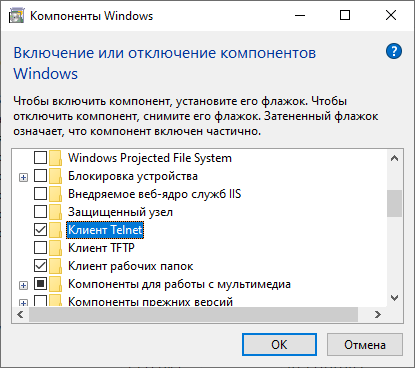 Компоненты Windows
Включение или отключение компонентов
Windows
Чтобы включить компонент, установите его флажок. Чтобы
отключить компонент, снимите его флажок. Затененный флажок
означает, что компонент включен частично.
Windows Projected File System
Блокировка устройства
Внедряемое веб-ядро служб IIS
Защищенный узел
Клиент Telnet
Клиент TFTP
Клиент рабочих папок
Компоненты для работы с мультимедиа
Компоненты прежних версий
ОК
Отмена